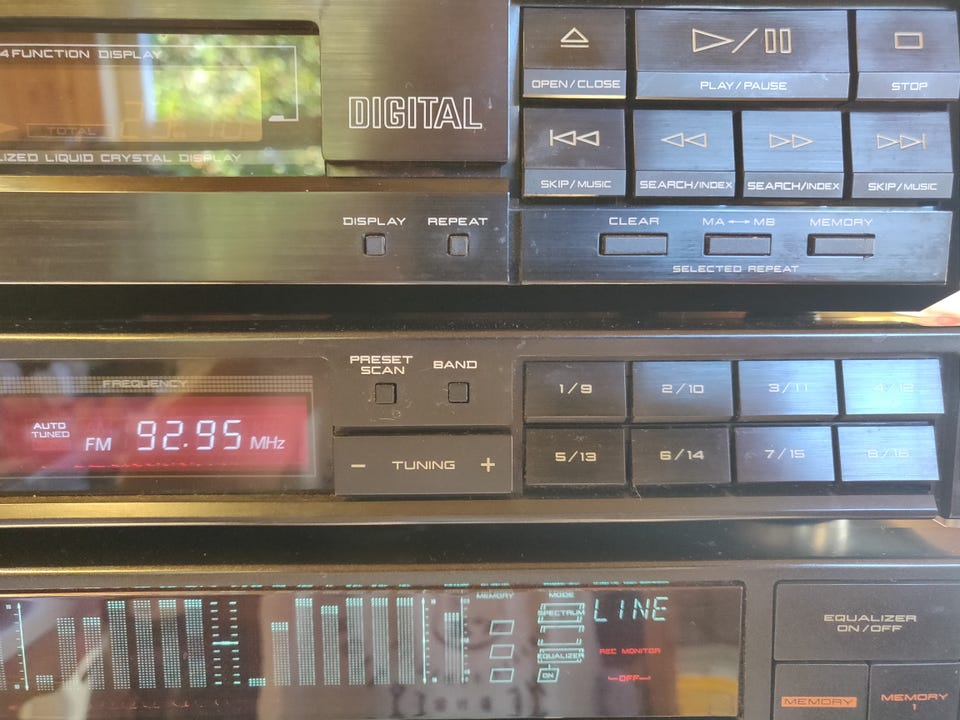 4 FUNCTION DISPLAY
TOTAL
LIZED LIQUID CRYSTAL DISPLAY
DIGITAL
DISPLAY REPEAT
OPEN/CLOSE PLAY/PAUSE STOP
SKIP/MUSIC SEARCH/INDEX SEARCH/INDEX SKIP/MUSIC
CLEAR MA ↔ MB MEMORY
SELECTED REPEAT
FREQUENCY
AUTO
TUNED
FM 92.95 MHz
PRESET
SCAN
BAND
– TUNING +
1/9 2/10 3/11 4/12
5/13 6/14 7/15 8/16
MEMORY
MODE
SPECTRUM
EQUALIZER
ON
LINE
REC MONITOR
OFF
EQUALIZER
ON/OFF
MEMORY
MEMORY
1